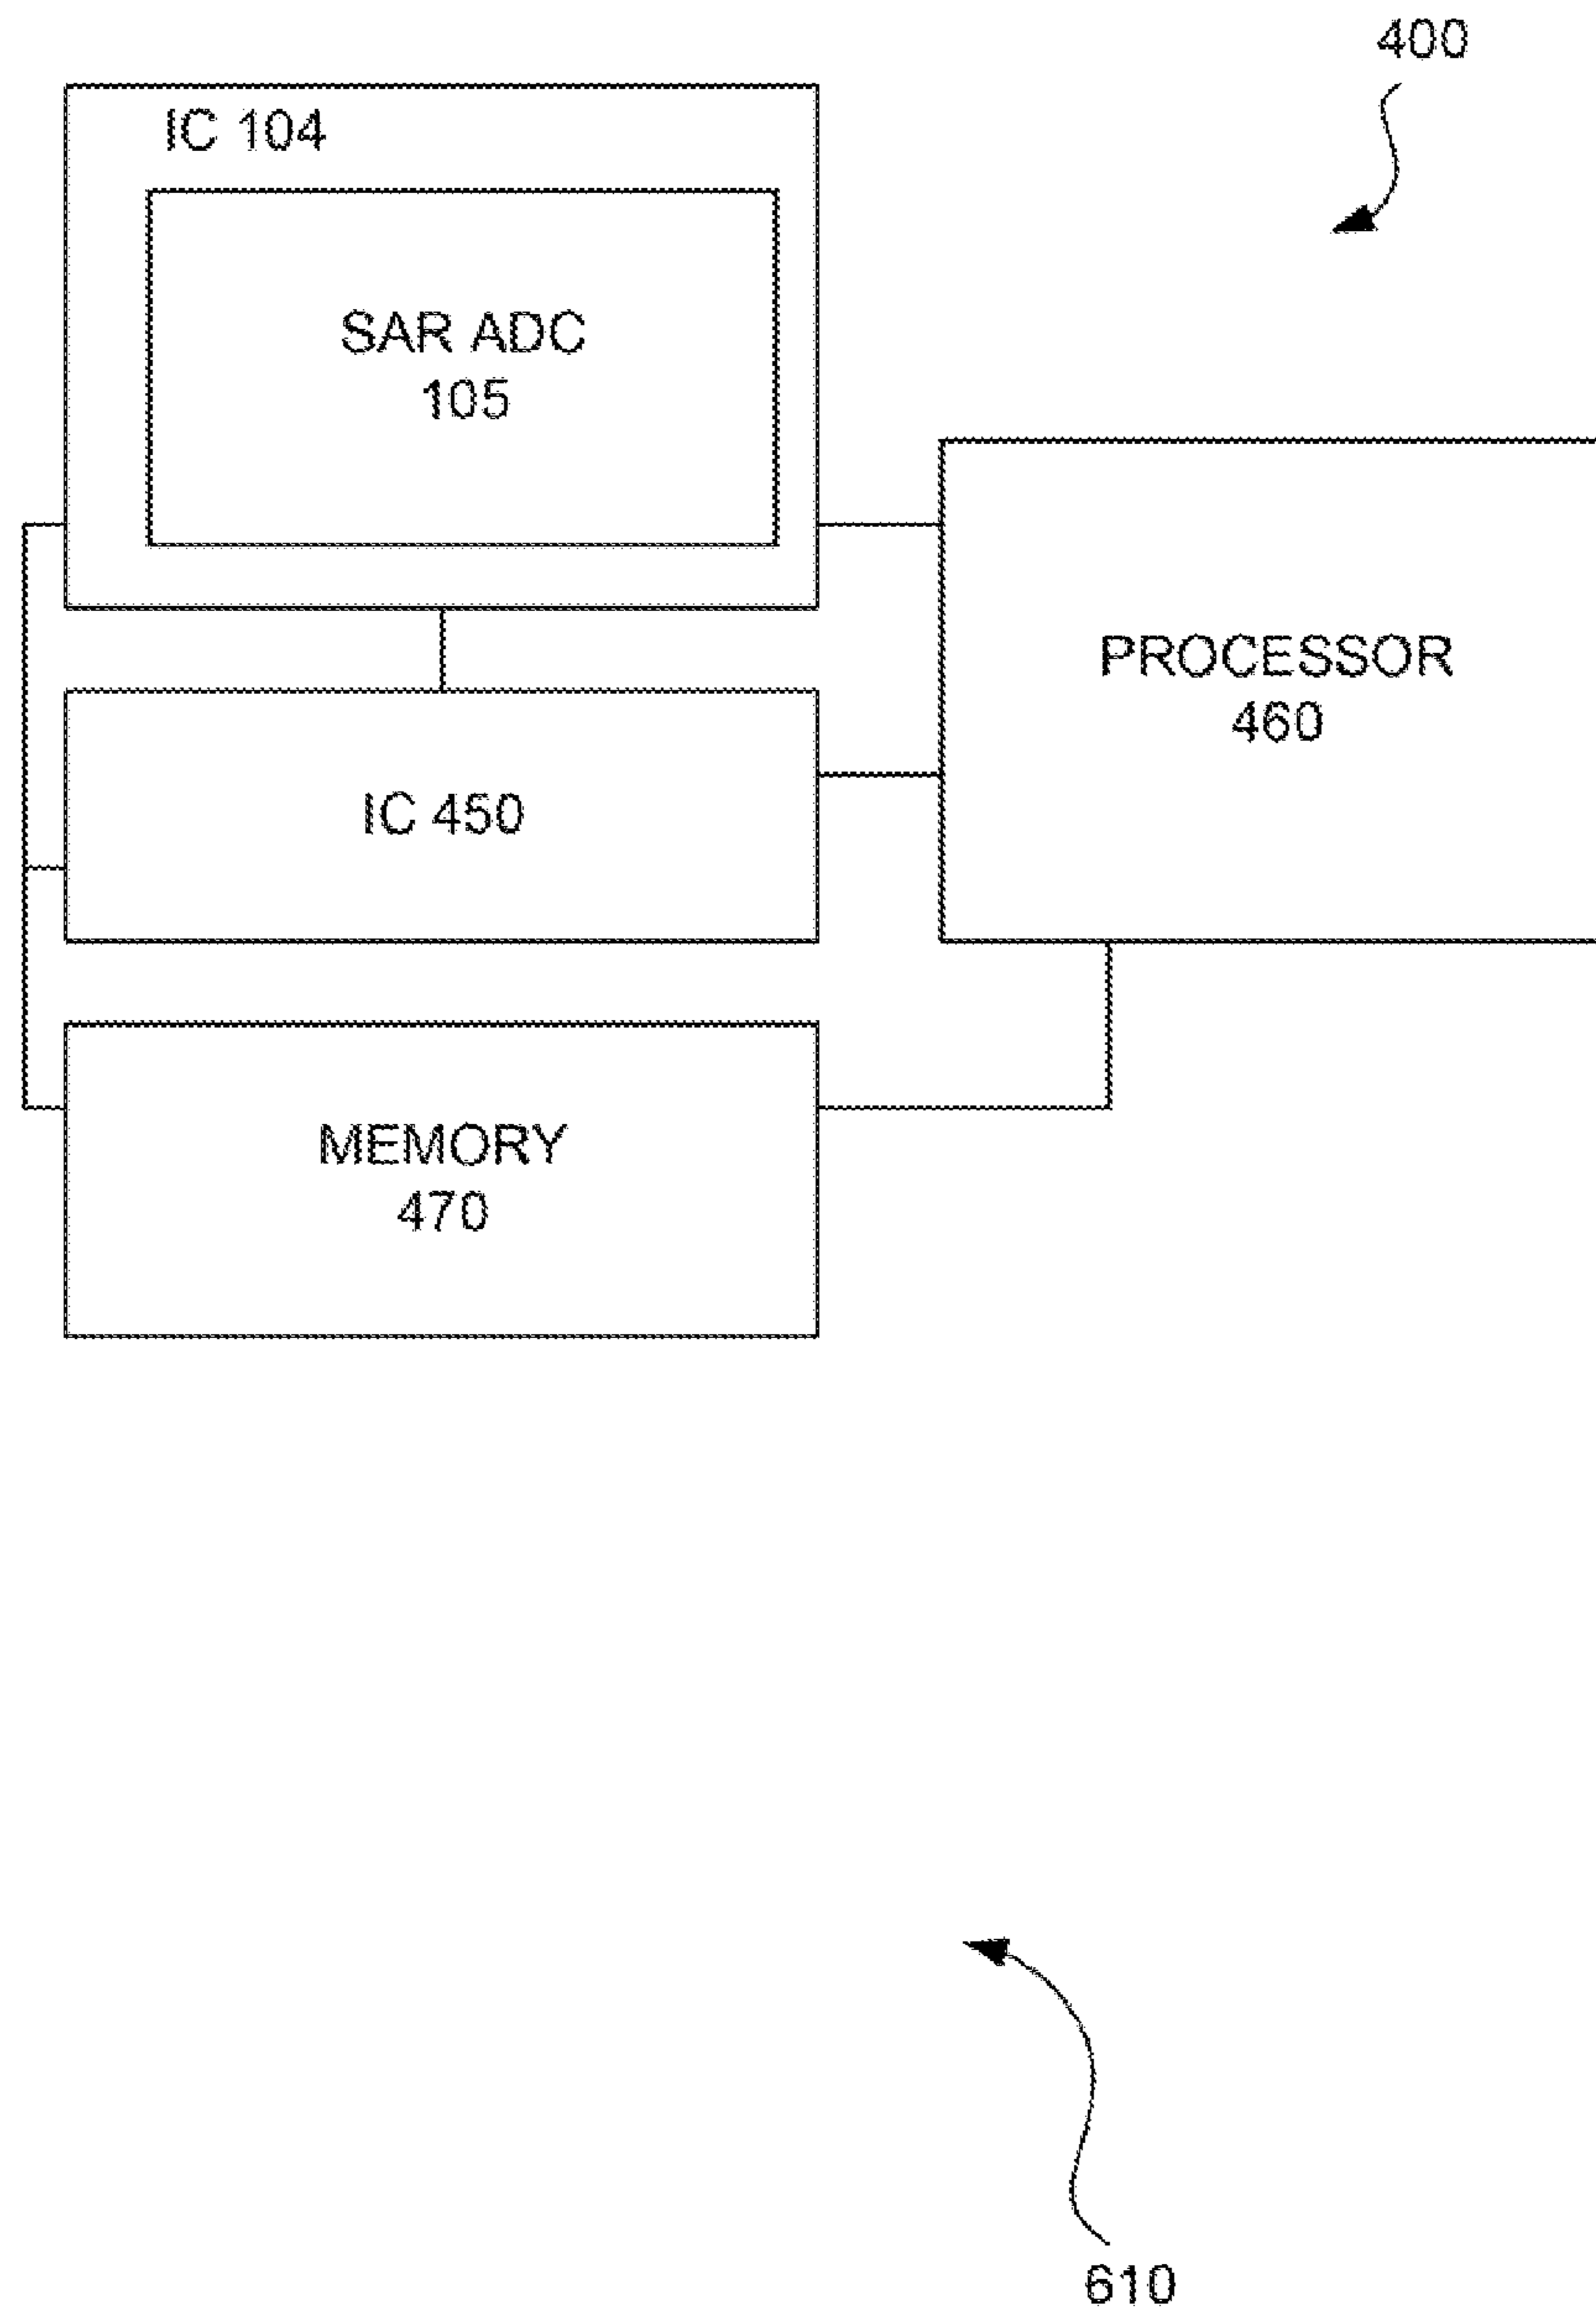 400
IC 104
SAR ADC
105
PROCESSOR
460
IC 450
MEMORY
470
610